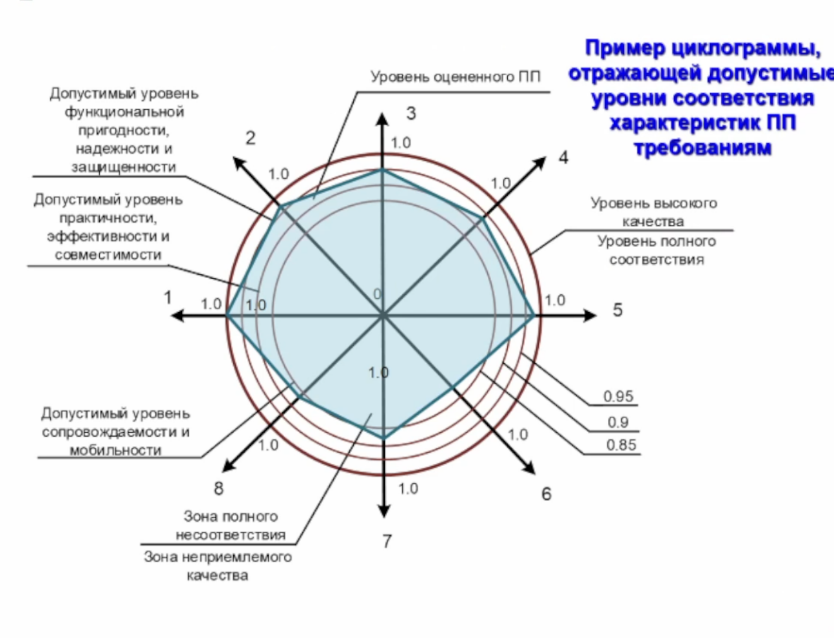 Пример циклограммы,
отражающей допустимые
уровни соответствия
характеристик ПП
требованиям
Уровень оцененного ПП
Допустимый уровень
функциональной
пригодности,
надежности и
защищенности
Допустимый уровень
практичности,
эффективности и
совместимости
Уровень высокого
качества
Уровень полного
соответствия
2
1.0
3
1.0
4
1.0
1
1.0
1.0
0
1.0
5
1.0
0.95
0.9
0.85
Допустимый уровень
сопровождаемости и
мобильности
1.0
8
1.0
7
1.0
6
Зона полного
несоответствия
Зона неприемлемого
качества